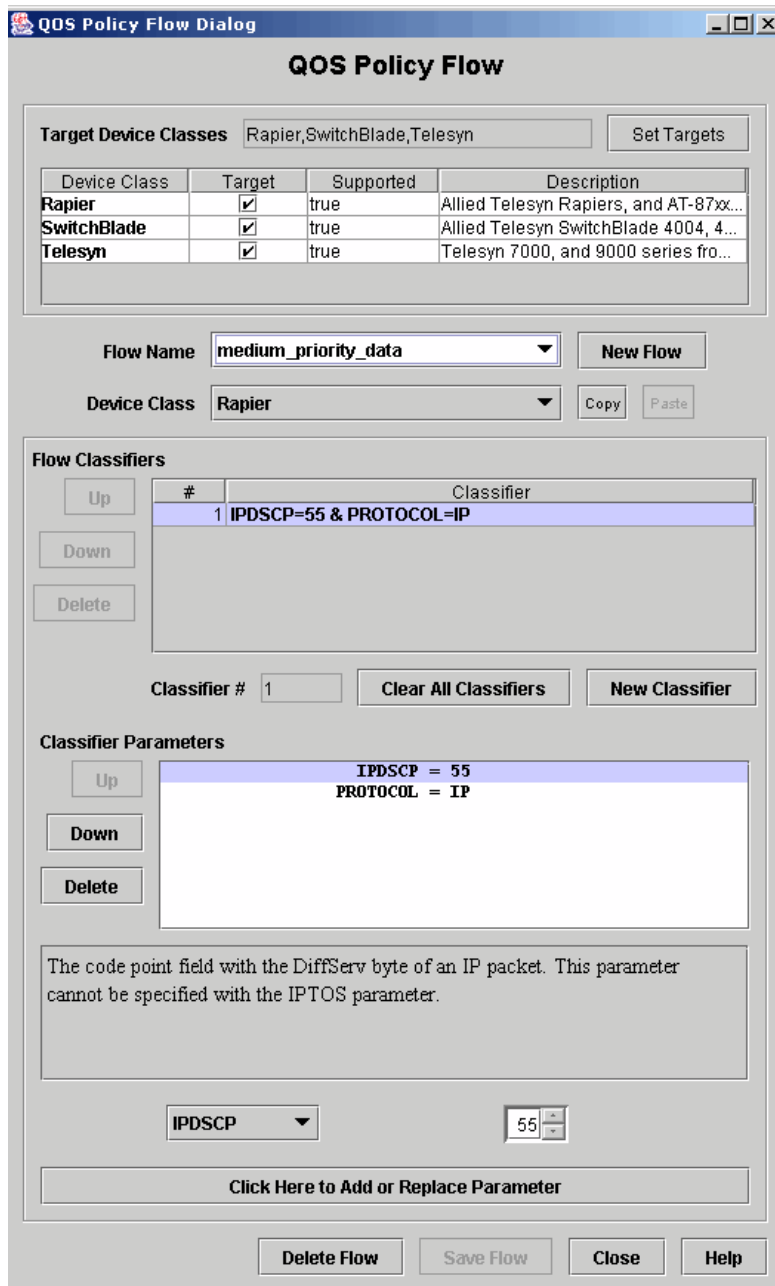 QOS Policy Flow Dialog
QOS Policy Flow
Target Device Classes Rapier,SwitchBlade,Telesyn Set Targets
Device Class Target Supported Description
Rapier true Allied Telesyn Rapiers, and AT-87xx...
SwitchBlade true Allied Telesyn SwitchBlade 4004, 4...
Telesyn true Telesyn 7000, and 9000 series fro...
Flow Name medium_priority_data New Flow
Device Class Rapier Copy Paste
Flow Classifiers
Up # Classifier
1 IPDSCP=55 & PROTOCOL=IP
Down
Delete
Classifier # 1 Clear All Classifiers New Classifier
Classifier Parameters
Up IPDSCP = 55
PROTOCOL = IP
Down
Delete
The code point field with the DiffServ byte of an IP packet. This parameter
cannot be specified with the IPTOS parameter.
IPDSCP 55
Click Here to Add or Replace Parameter
Delete Flow Save Flow Close Help